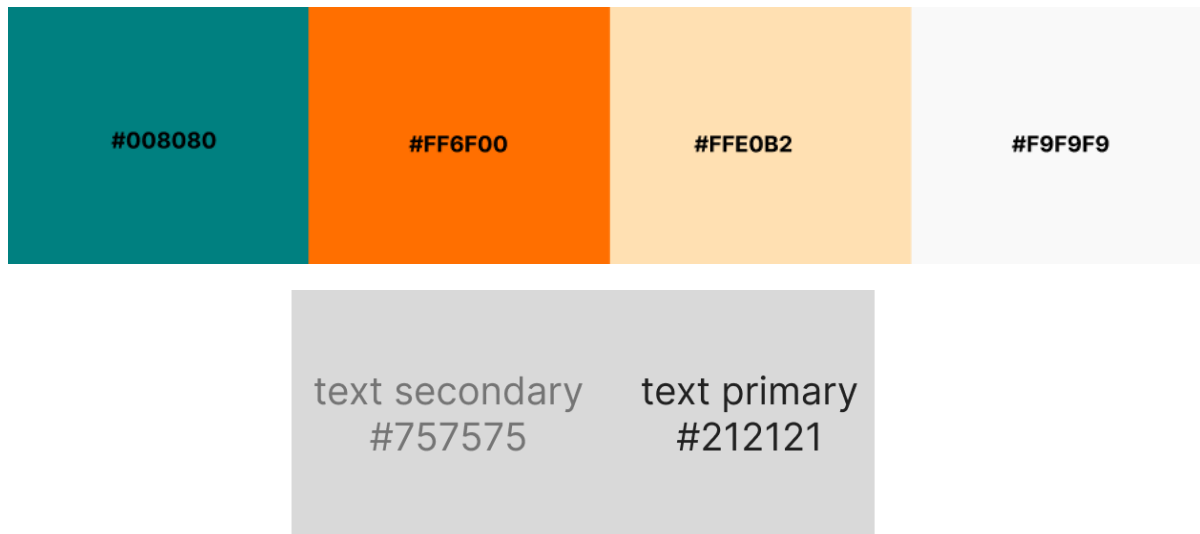 #008080
#FF6F00
#FFE0B2
#F9F9F9
text secondary
#757575
text primary
#212121